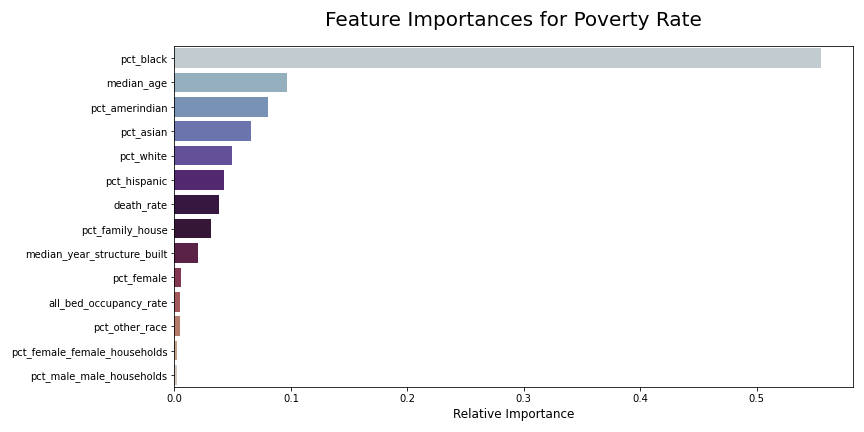 Feature Importances for Poverty Rate
pct_black
median_age
pct_amerindian
pct_asian
pct_white
pct_hispanic
death_rate
pct_family_house
median_year_structure_built
pct_female
all_bed_occupancy_rate
pct_other_race
pct_female_female_households
pct_male_male_households
0.0 0.1 0.2 0.3 0.4 0.5
Relative Importance